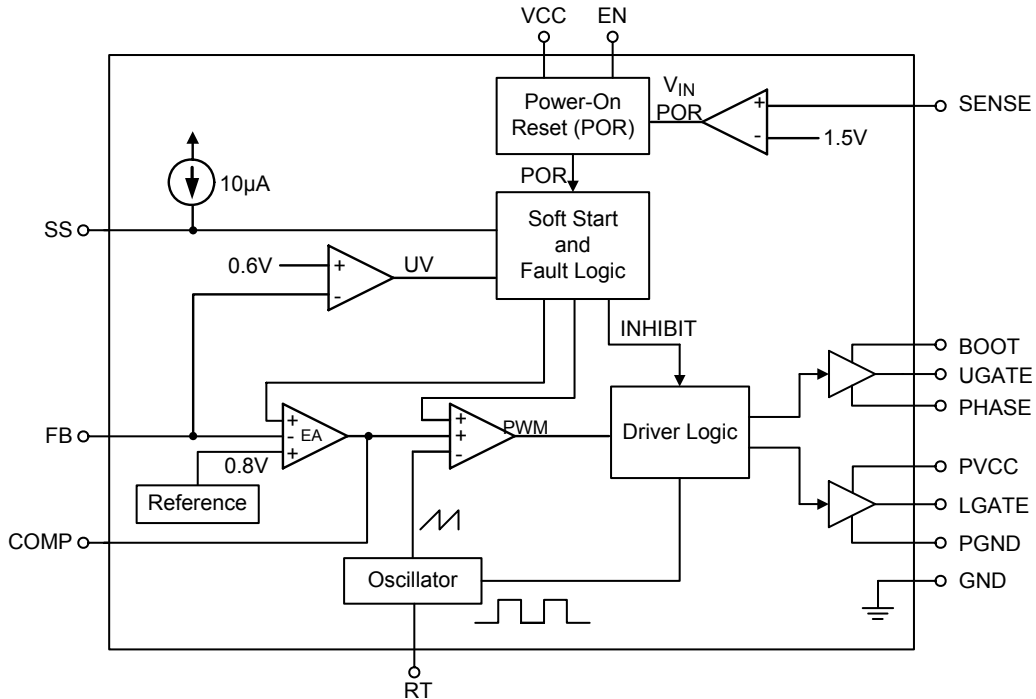 VCC
EN
Power-On
Reset (POR)
VIN
POR
+
-
SENSE
1.5V
POR
10µA
SS
Soft Start
and
Fault Logic
0.6V
+
-
UV
INHIBIT
BOOT
UGATE
PHASE
FB
+
-
+
EA
0.8V
Reference
+
+
-
PWM
Driver Logic
PVCC
LGATE
PGND
COMP
Oscillator
GND
RT